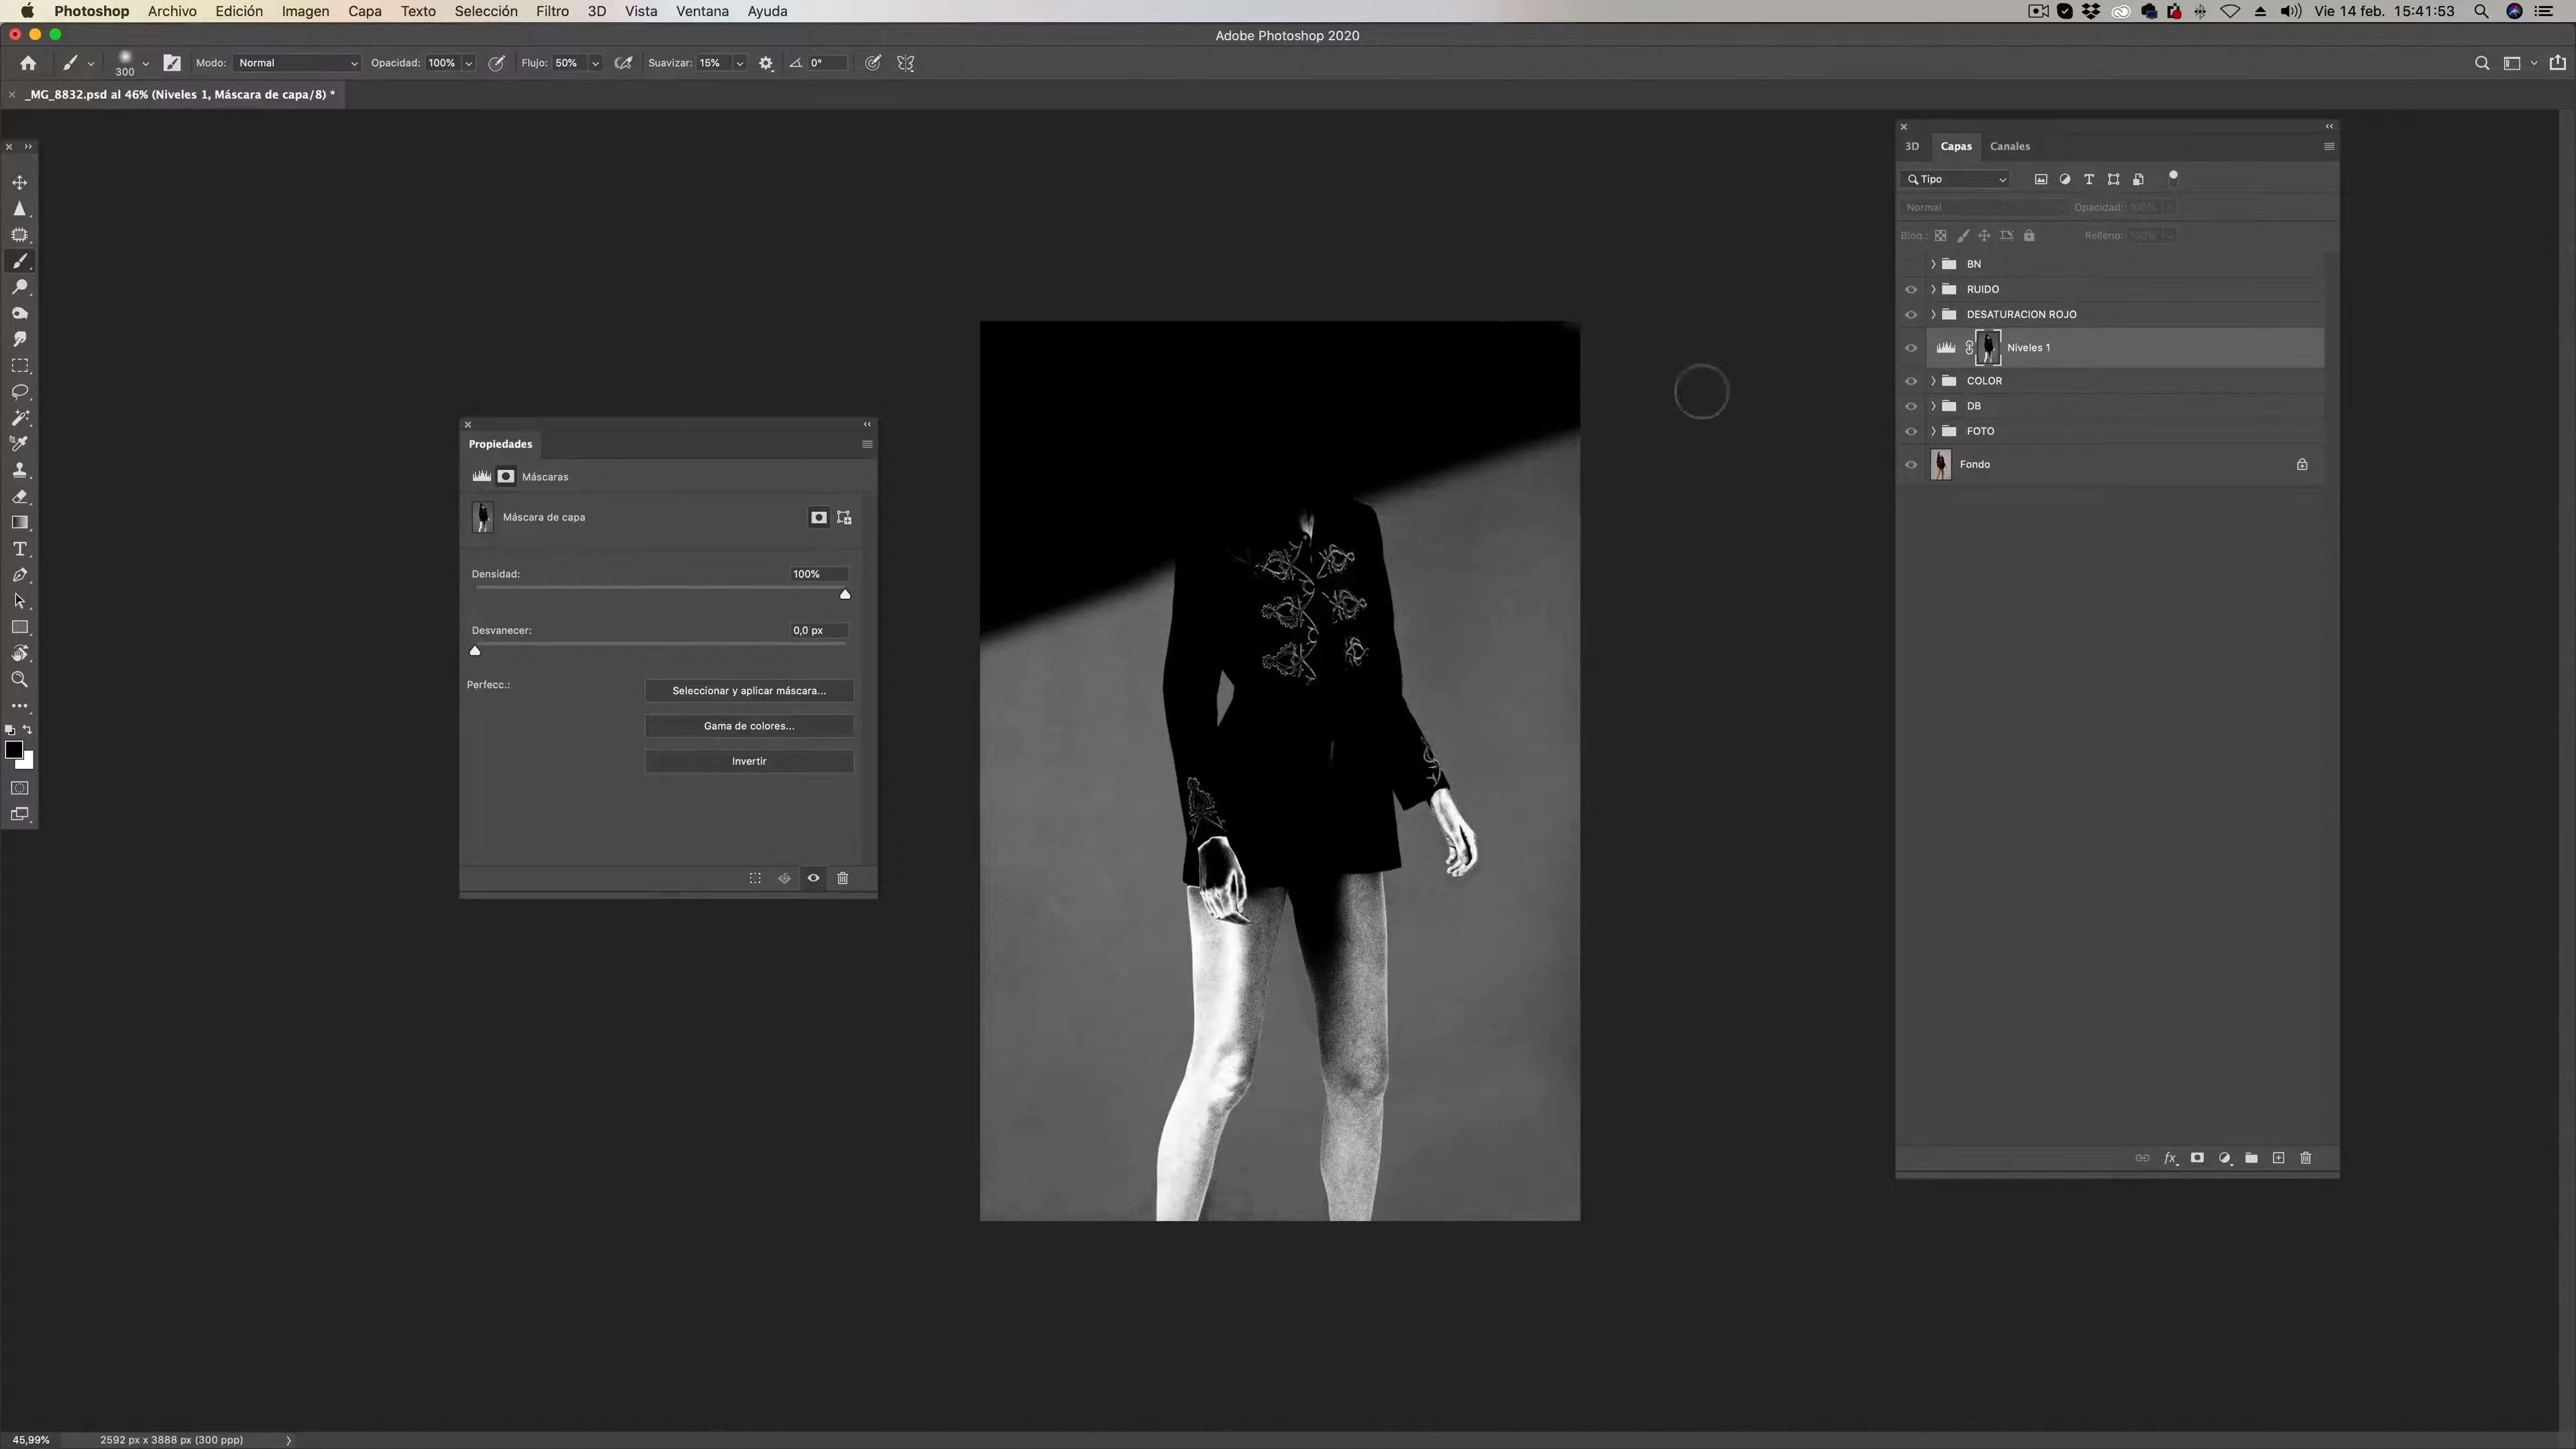 Photoshop Archivo Edición Imagen Capa Texto Selección Filtro 3D Vista Ventana Ayuda Vie 14 feb. 15:41:53
Adobe Photoshop 2020
300 Modo: Normal Opacidad: 100% Flujo: 50% Suavizar: 15% 0°
_MG_8832.psd al 46% (Niveles 1, Máscara de capa/8) *
3D Capas Canales
Tipo
Normal Opacidad: 100%
Bloq.: Relleno: 100%
BN
RUIDO
DESATURACION ROJO
Niveles 1
COLOR
DB
FOTO
Fondo
fx
Propiedades
Máscaras
Máscara de capa
Densidad: 100%
Desvanecer: 0,0 px
Perfecc.: Seleccionar y aplicar máscara...
Gama de colores...
Invertir
45,99% 2592 px x 3888 px (300 ppp)